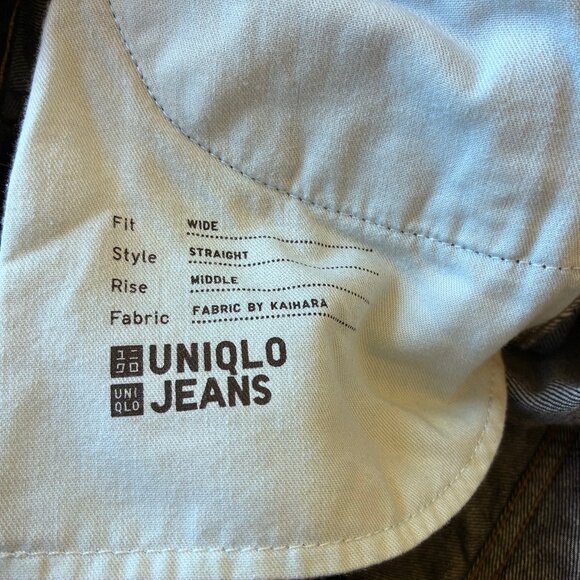 Fit WIDE
Style STRAIGHT
Rise MIDDLE
Fabric FABRIC BY KAIHARA
ユニ UNIQLO
クロ
UNI JEANS
QLO